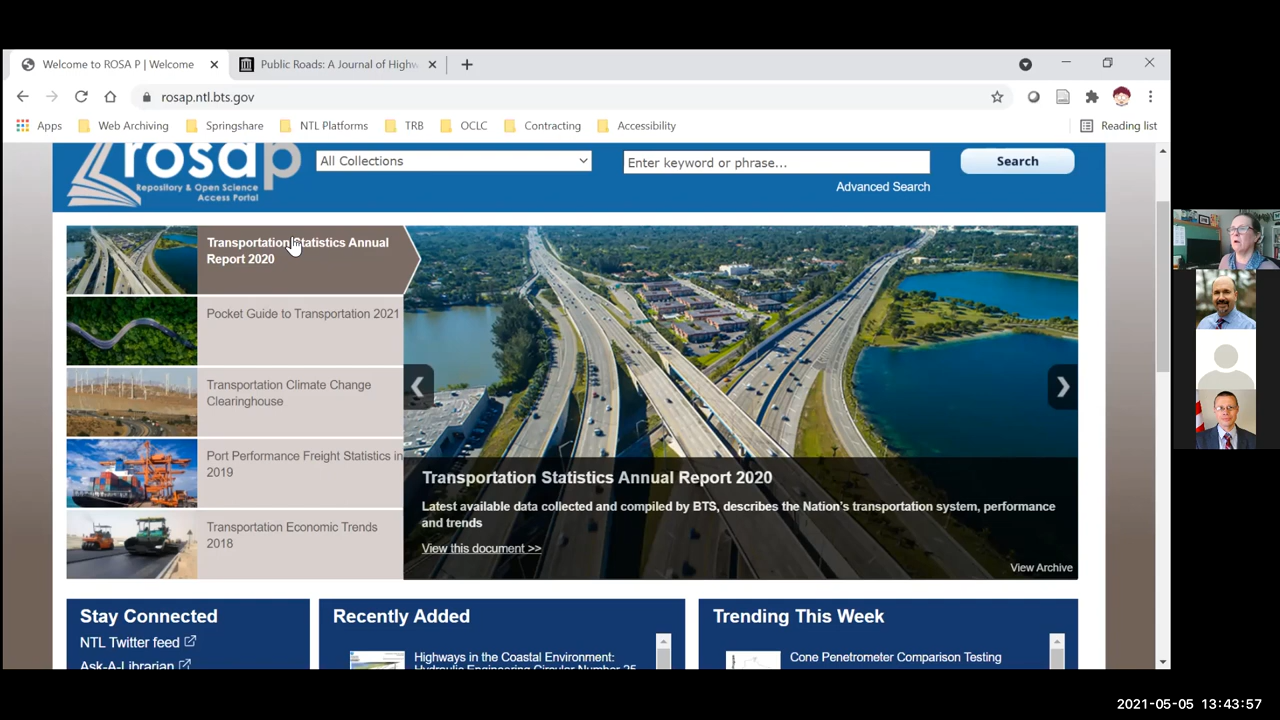 Welcome to ROSA P | Welcome
Public Roads: A Journal of Highw
rosap.ntl.bts.gov
Apps
Web Archiving
Springshare
NTL Platforms
TRB
OCLC
Contracting
Accessibility
Reading list
rosap
Repository & Open Science
Access Portal
All Collections
Enter keyword or phrase...
Search
Advanced Search
Transportation Statistics Annual
Report 2020
Pocket Guide to Transportation 2021
Transportation Climate Change
Clearinghouse
Port Performance Freight Statistics in
2019
Transportation Economic Trends
2018
Transportation Statistics Annual Report 2020
Latest available data collected and compiled by BTS, describes the Nation's transportation system, performance
and trends
View this document >>
View Archive
Stay Connected
NTL Twitter feed
Ask-A-Librarian
Recently Added
Highways in the Coastal Environment:
Hydraulic Engineering Circular Number 25
Trending This Week
Cone Penetrometer Comparison Testing
2021-05-05 13:43:57